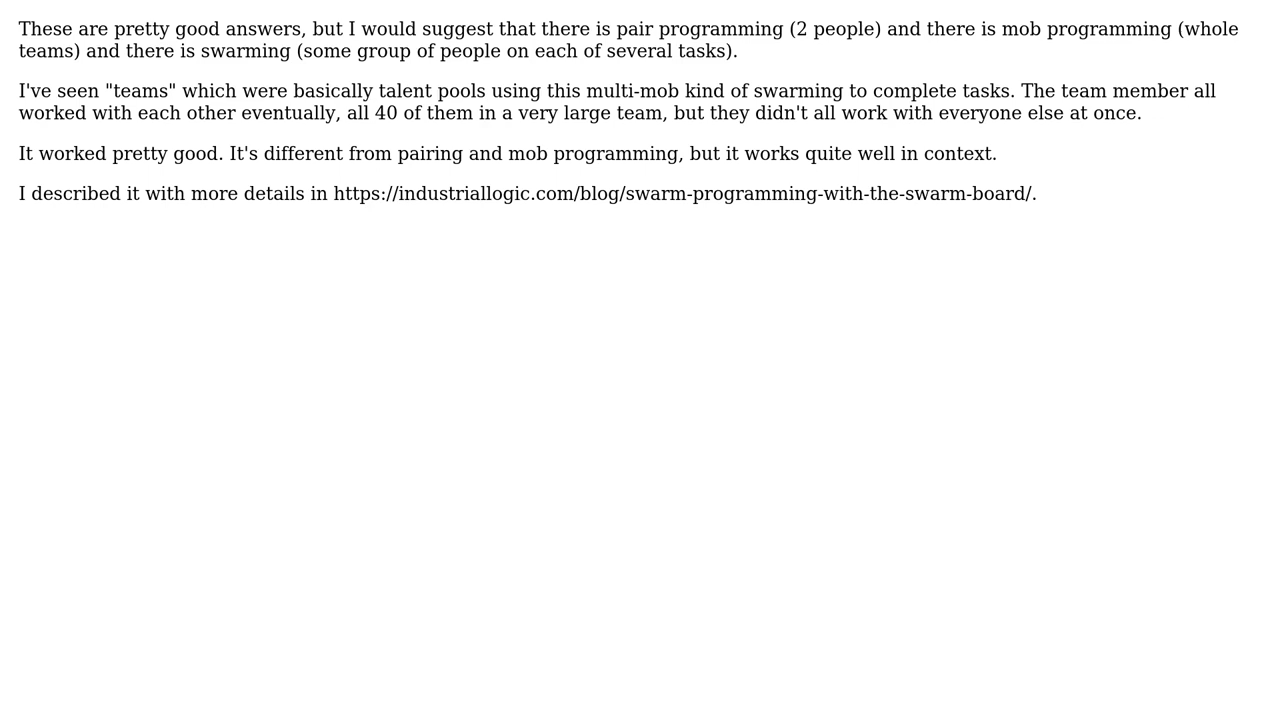 These are pretty good answers, but I would suggest that there is pair programming (2 people) and there is mob programming (whole
teams) and there is swarming (some group of people on each of several tasks).
I've seen "teams" which were basically talent pools using this multi-mob kind of swarming to complete tasks. The team member all
worked with each other eventually, all 40 of them in a very large team, but they didn't all work with everyone else at once.
It worked pretty good. It's different from pairing and mob programming, but it works quite well in context.
I described it with more details in https://industriallogic.com/blog/swarm-programming-with-the-swarm-board/.